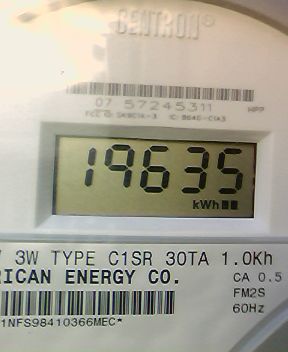 CENTRON®
07 57245311
19635
kWh
3W TYPE C1SR 30TA 1.0Kh
RICAN ENERGY CO.
CA 0.5
FM2S
60Hz
1NFS98410366MEC*